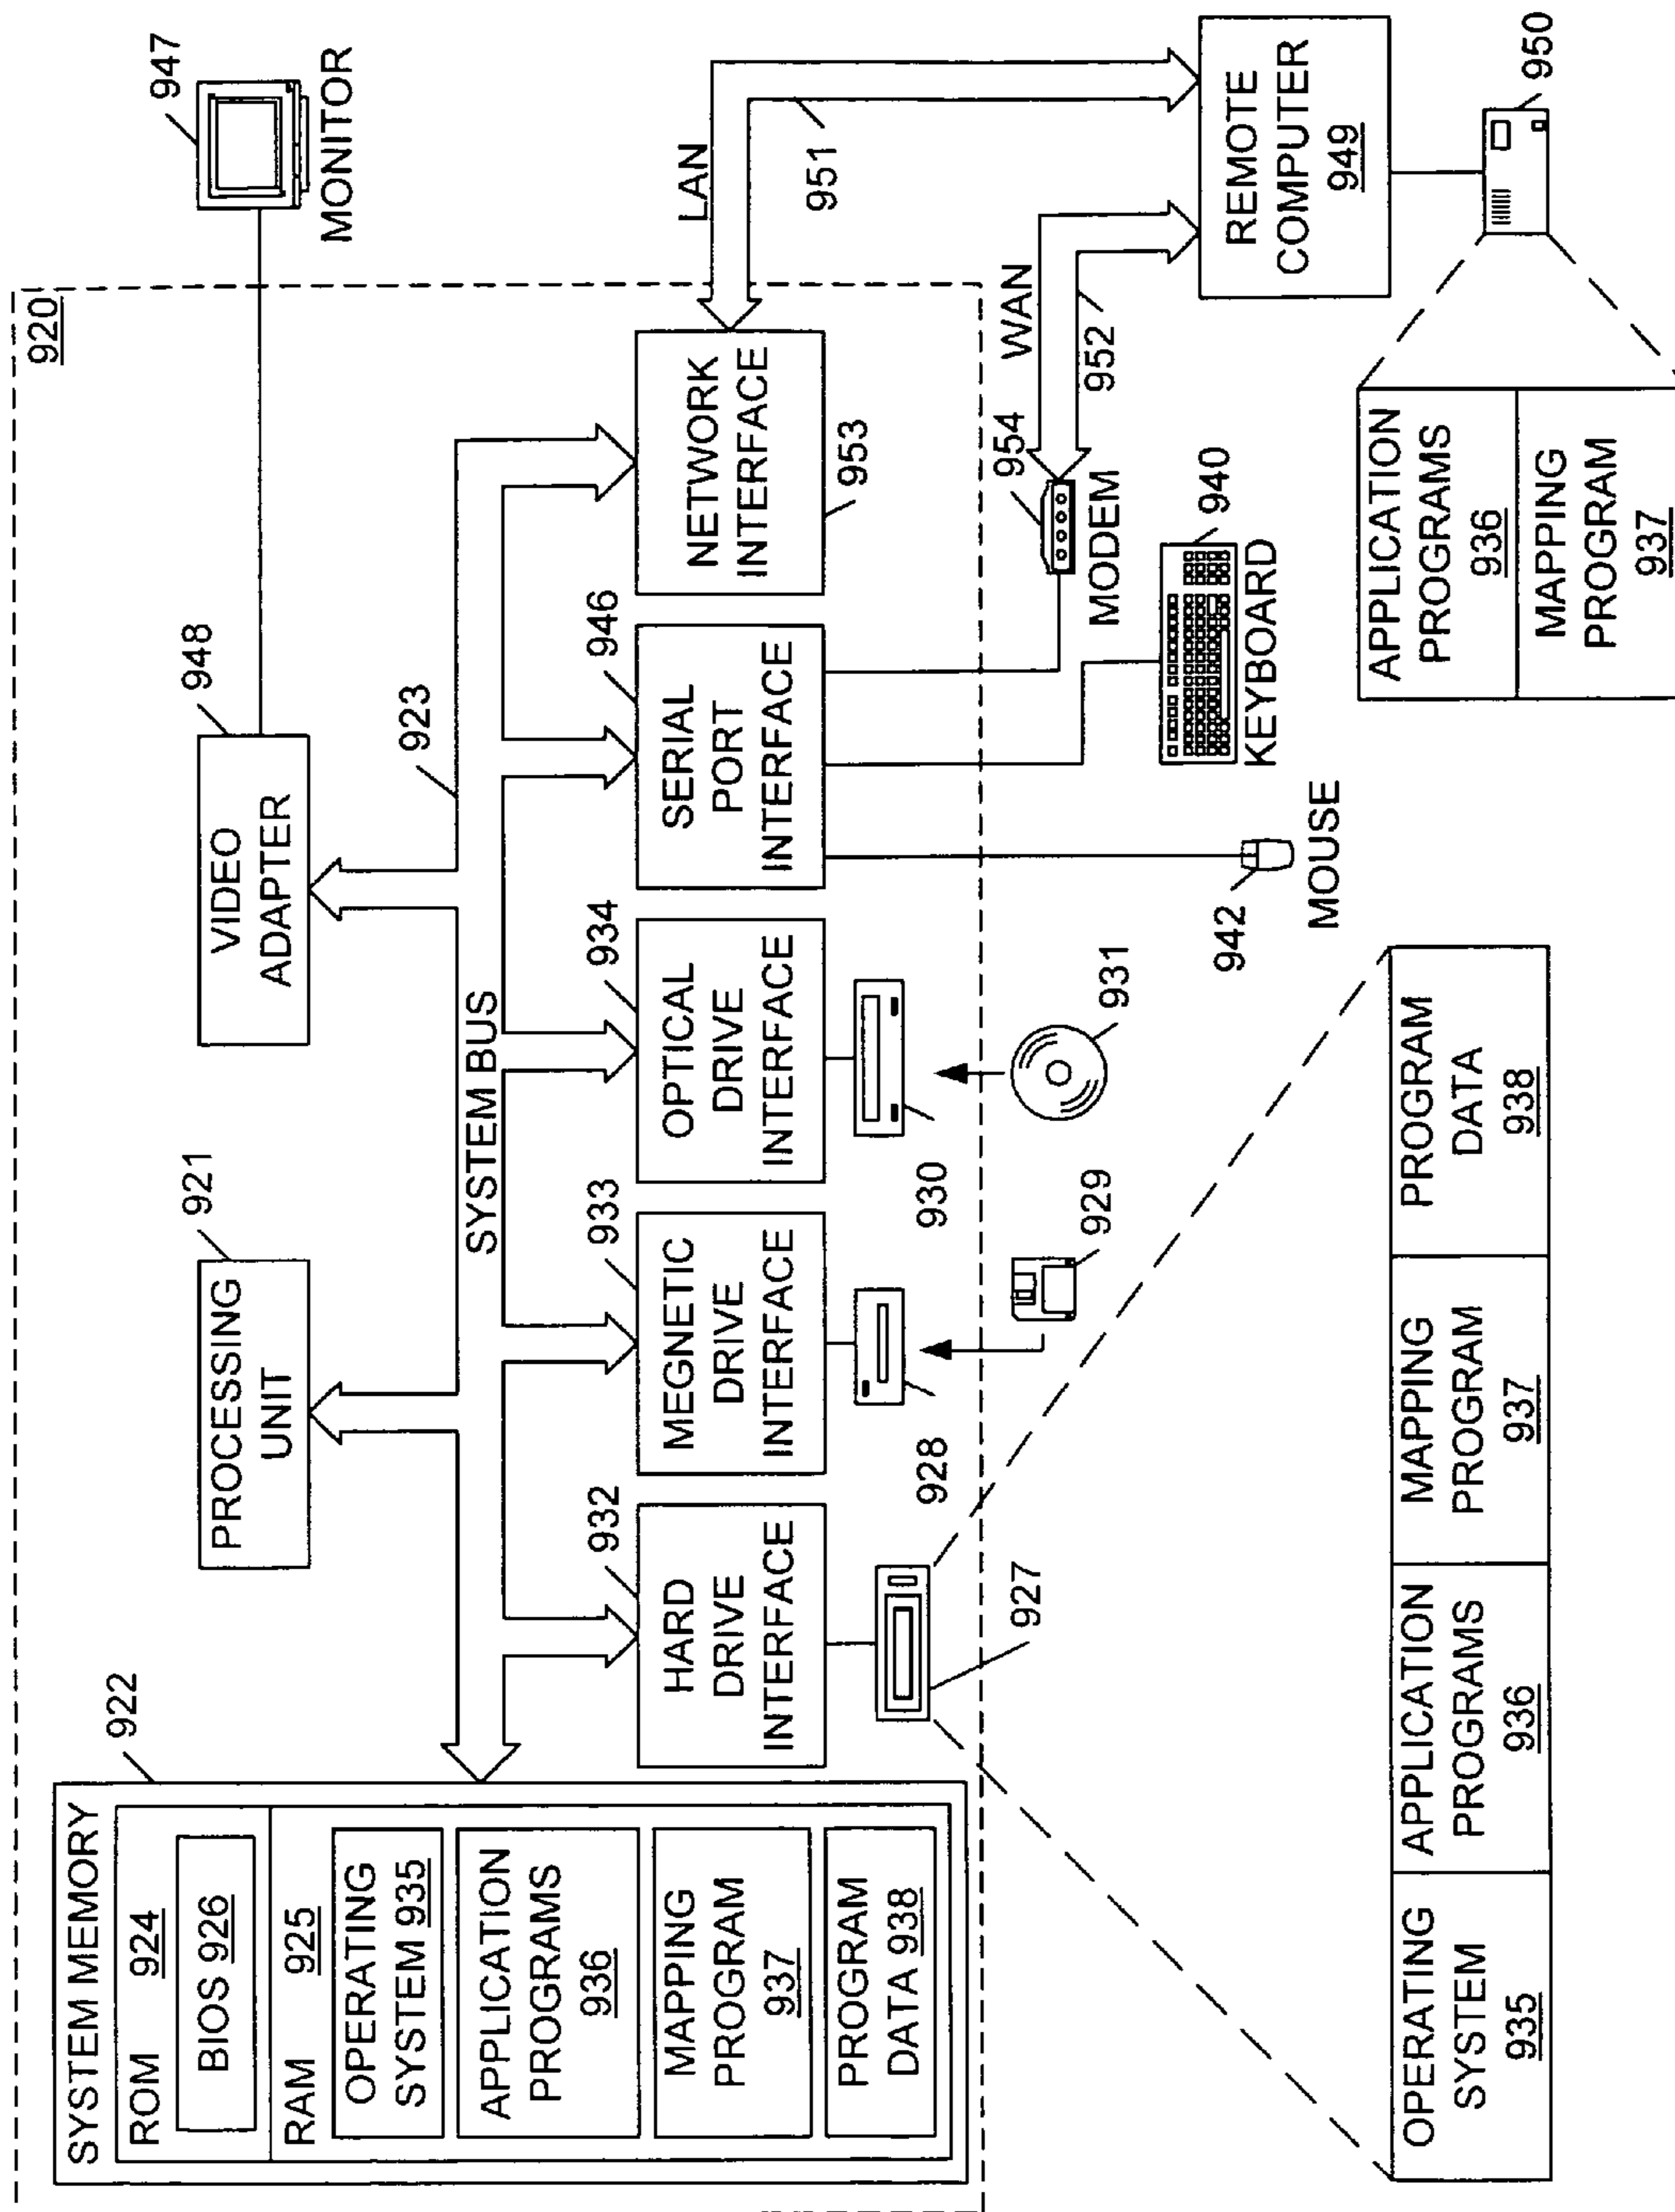 920
SYSTEM MEMORY
922
ROM 924
BIOS 926
RAM 925
OPERATING
SYSTEM 935
APPLICATION
PROGRAMS
936
MAPPING
PROGRAM
937
PROGRAM
DATA 938
PROCESSING
UNIT
921
VIDEO
ADAPTER
948
947
MONITOR
SYSTEM BUS
923
HARD
DRIVE
INTERFACE
932
MEGNETIC
DRIVE
INTERFACE
933
OPTICAL
DRIVE
INTERFACE
934
SERIAL
PORT
INTERFACE
946
NETWORK
INTERFACE
953
LAN
951
WAN
952
954
MODEM
927
928
929
930
931
942
MOUSE
940
KEYBOARD
REMOTE
COMPUTER
949
950
OPERATING
SYSTEM
935
APPLICATION
PROGRAMS
936
MAPPING
PROGRAM
937
PROGRAM
DATA
938
APPLICATION
PROGRAMS
936
MAPPING
PROGRAM
937